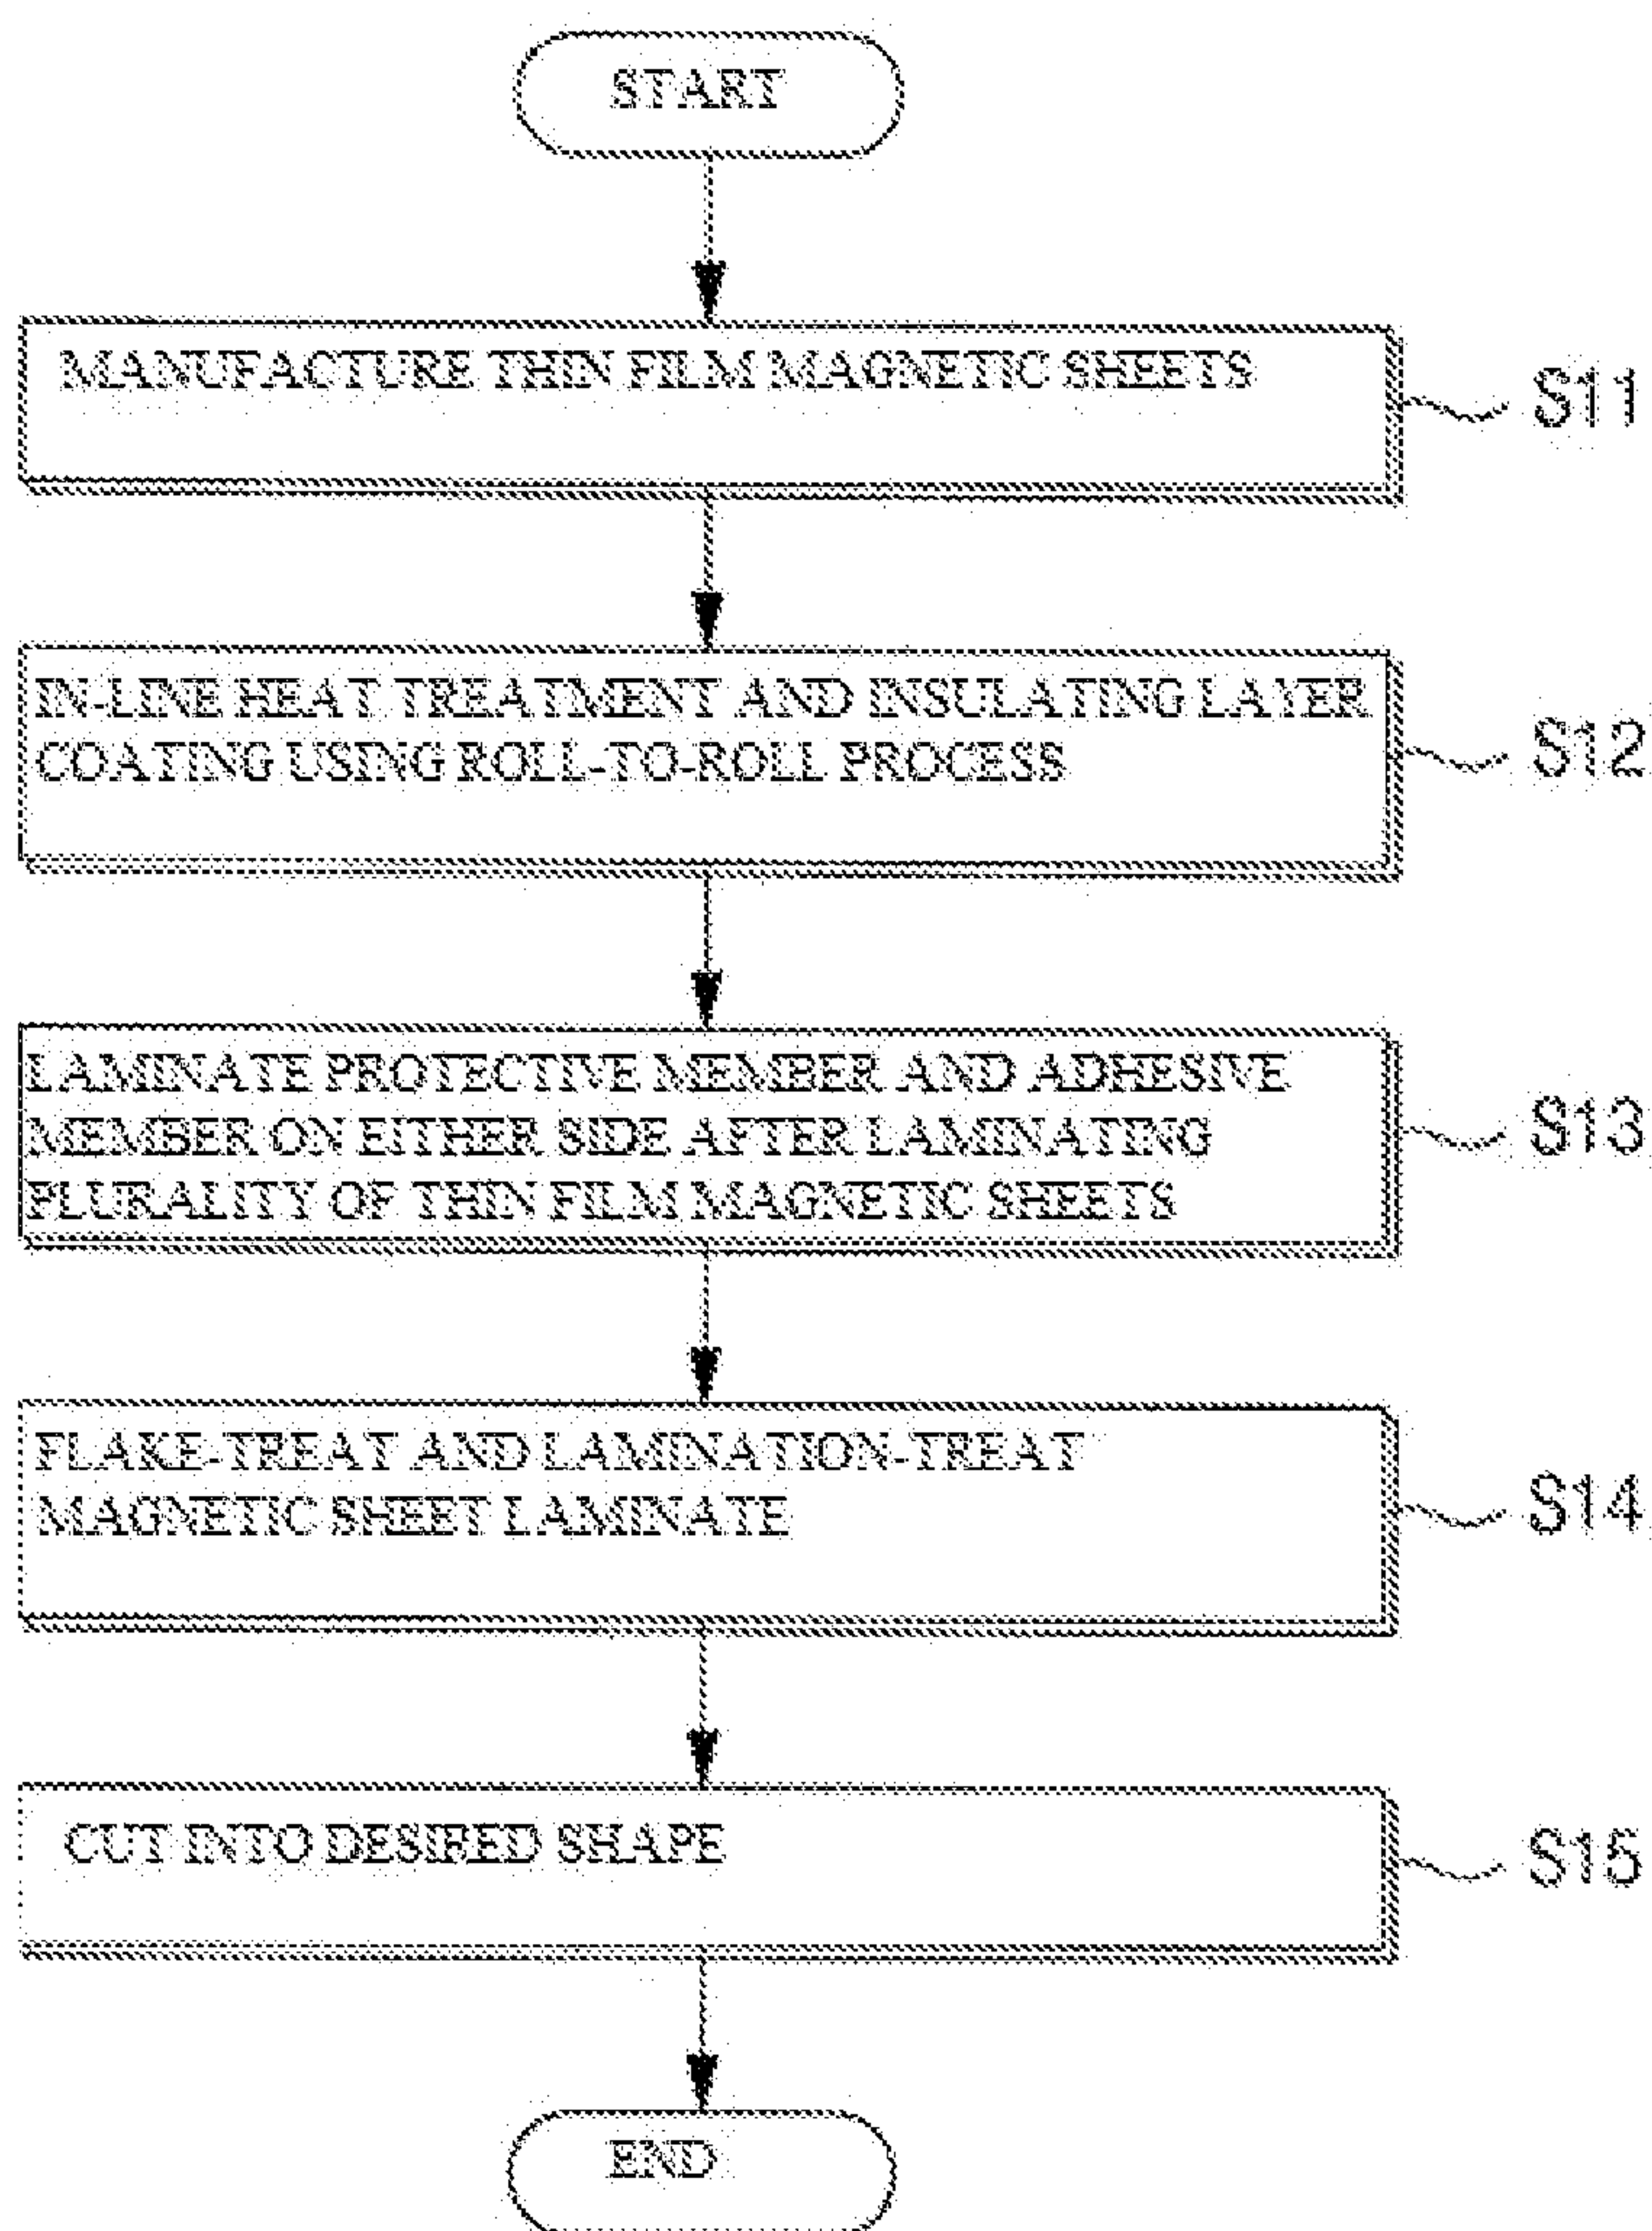 START
MANUFACTURE THIN FILM MAGNETIC SHEETS
S11
IN-LINE HEAT TREATMENT AND INSULATING LAYER
COATING USING ROLL-TO-ROLL PROCESS
S12
LAMINATE PROTECTIVE MEMBER AND ADHESIVE
MEMBER ON EITHER SIDE AFTER LAMINATING
PLURALITY OF THIN FILM MAGNETIC SHEETS
S13
FLAKE-TREAT AND LAMINATION-TREAT
MAGNETIC SHEET LAMINATE
S14
CUT INTO DESIRED SHAPE
S15
END